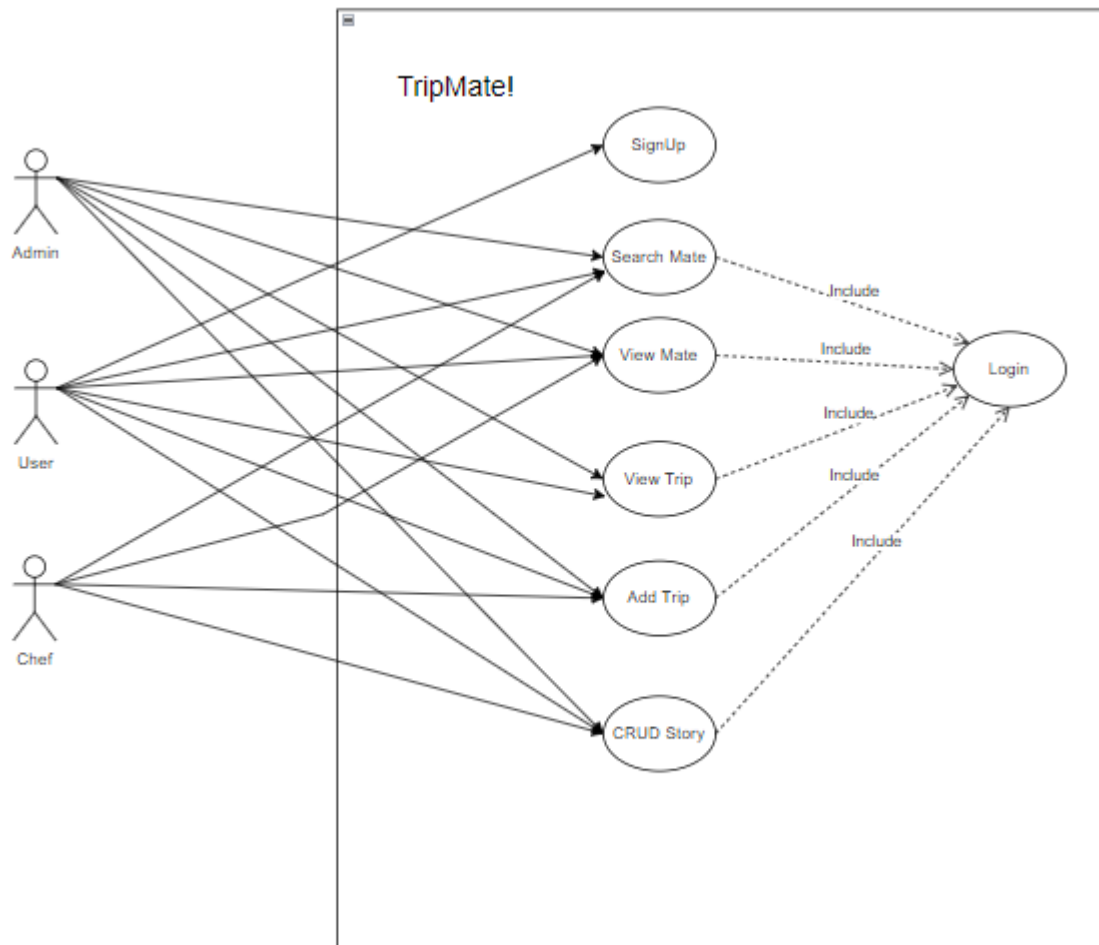 TripMate!
SignUp
Admin
Search Mate
Include
View Mate
Include
Login
User
Include
View Trip
Include
Include
Add Trip
Chef
CRUD Story